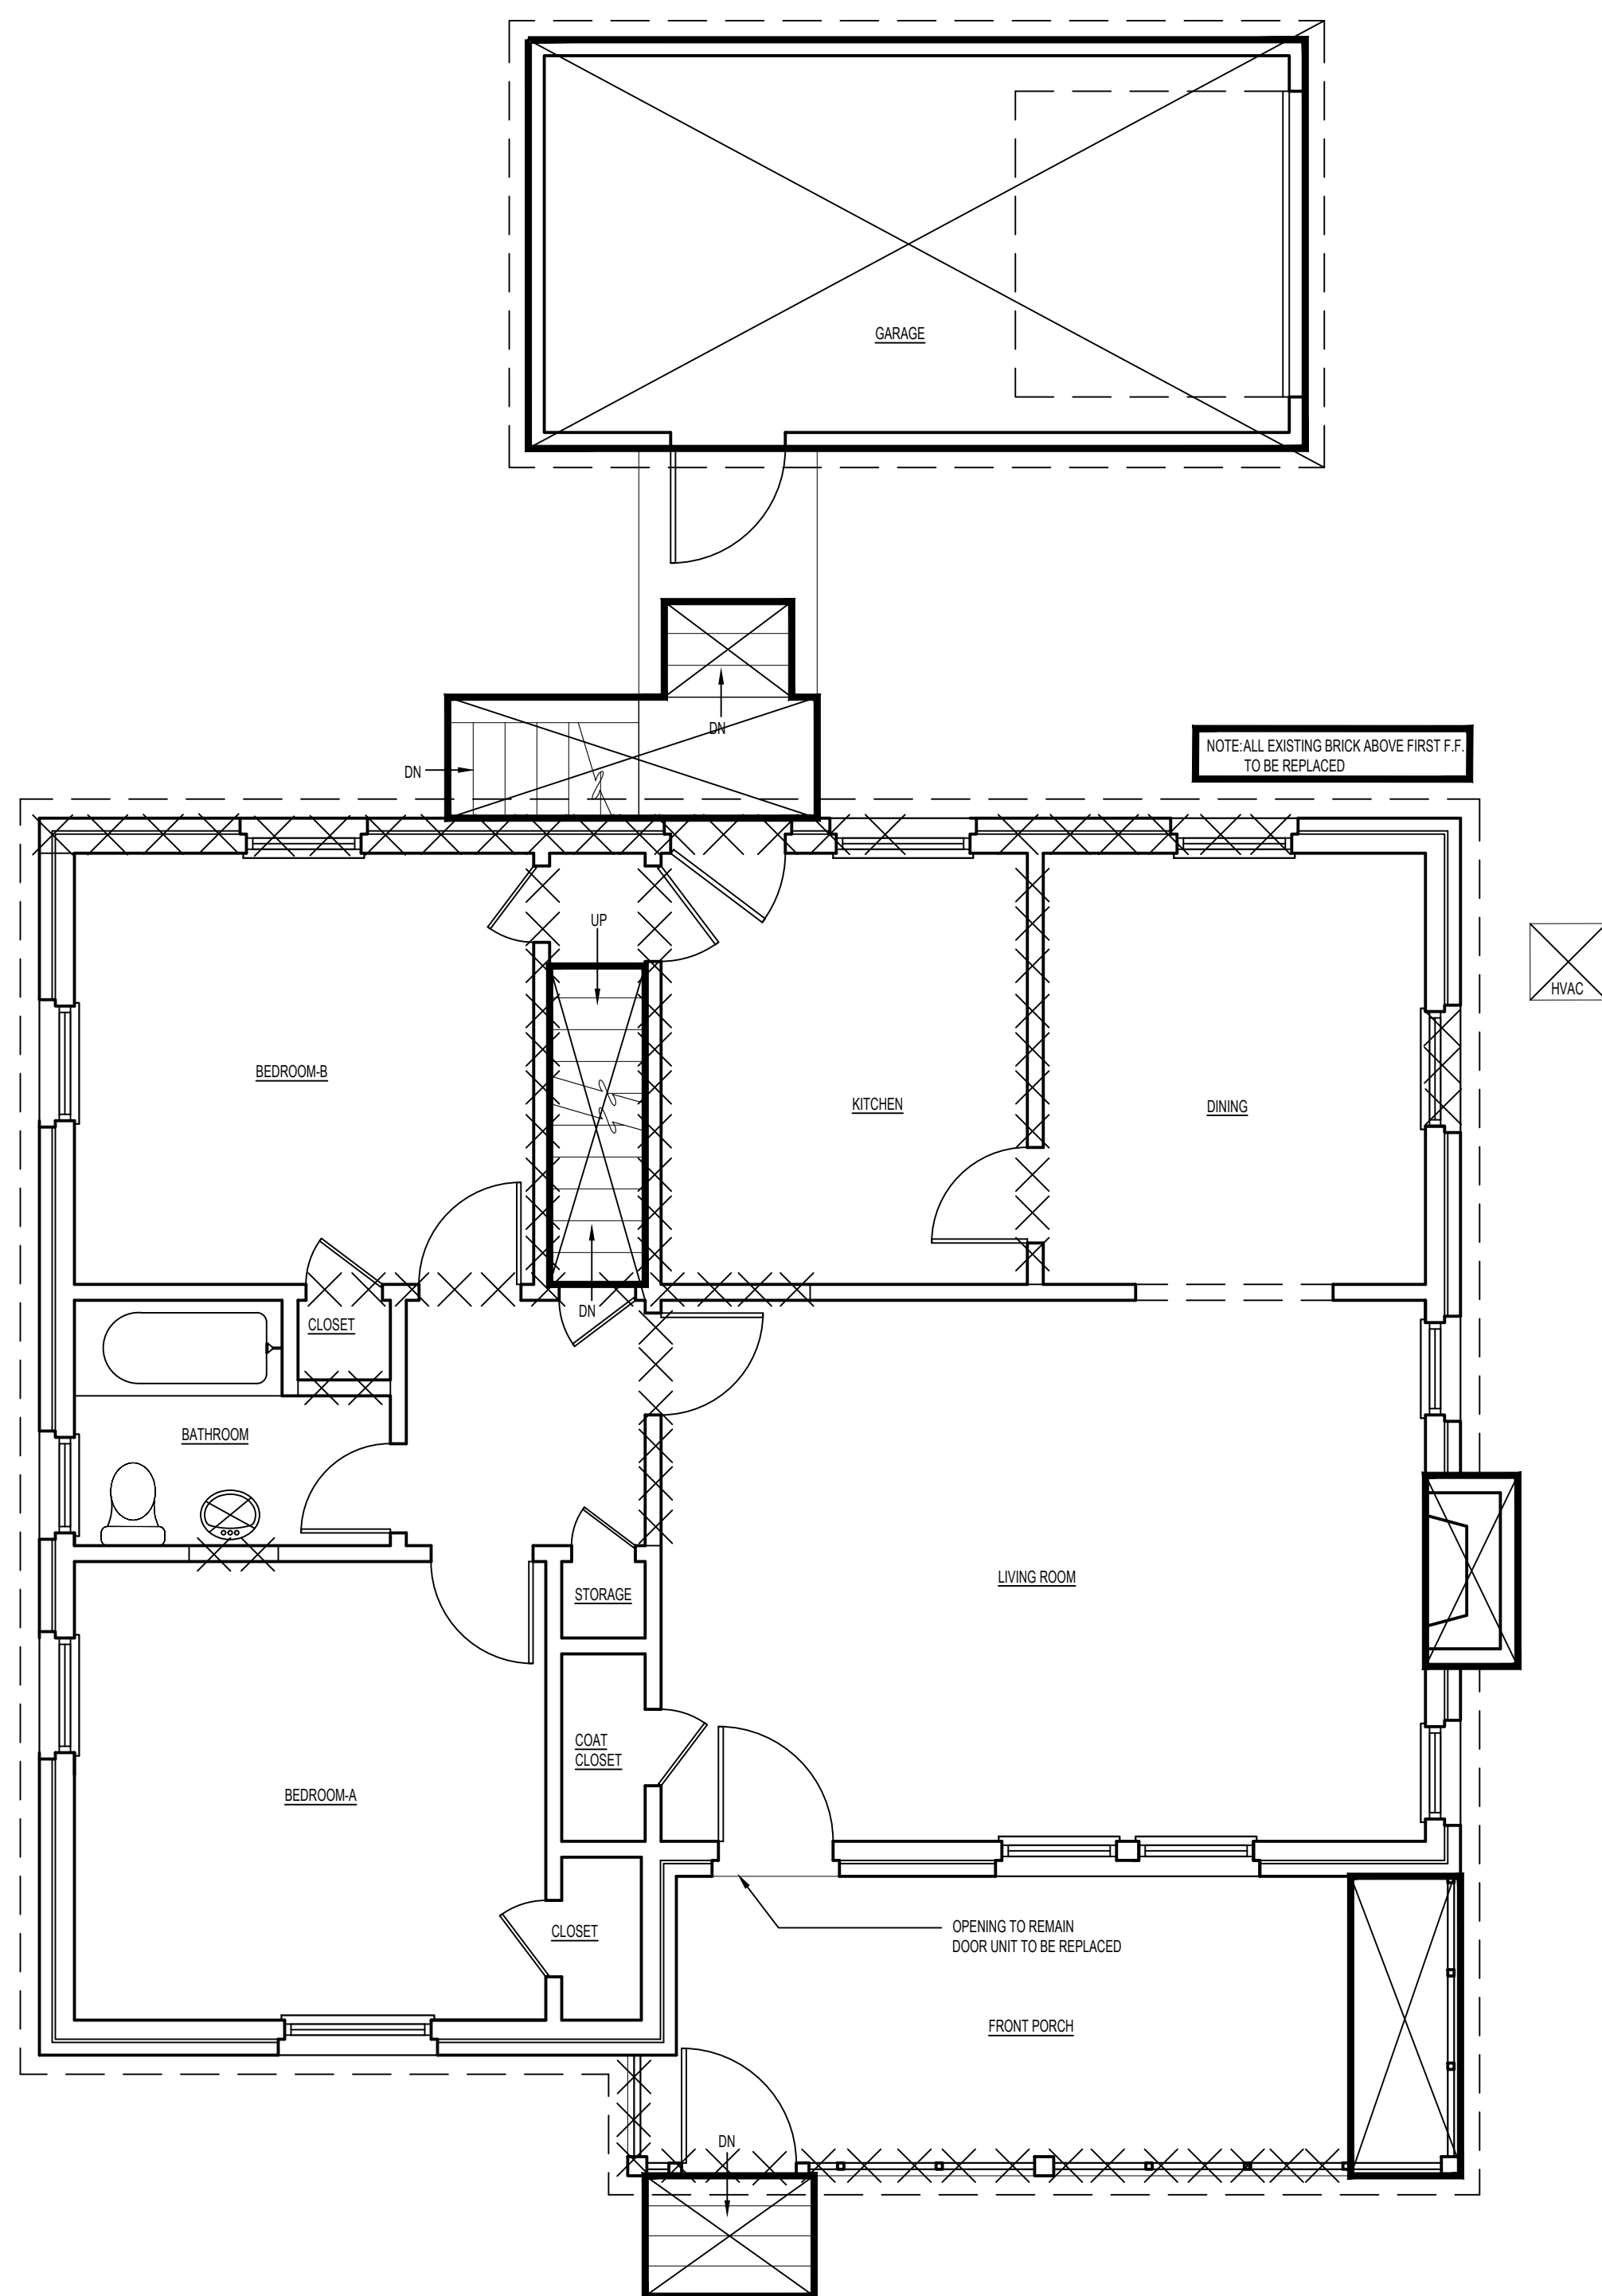 GARAGE
DN
DN
NOTE: ALL EXISTING BRICK ABOVE FIRST F.F.
TO BE REPLACED
UP
HVAC
BEDROOM-B
KITCHEN
DINING
DN
CLOSET
BATHROOM
LIVING ROOM
STORAGE
COAT
CLOSET
BEDROOM-A
OPENING TO REMAIN
DOOR UNIT TO BE REPLACED
CLOSET
FRONT PORCH
DN